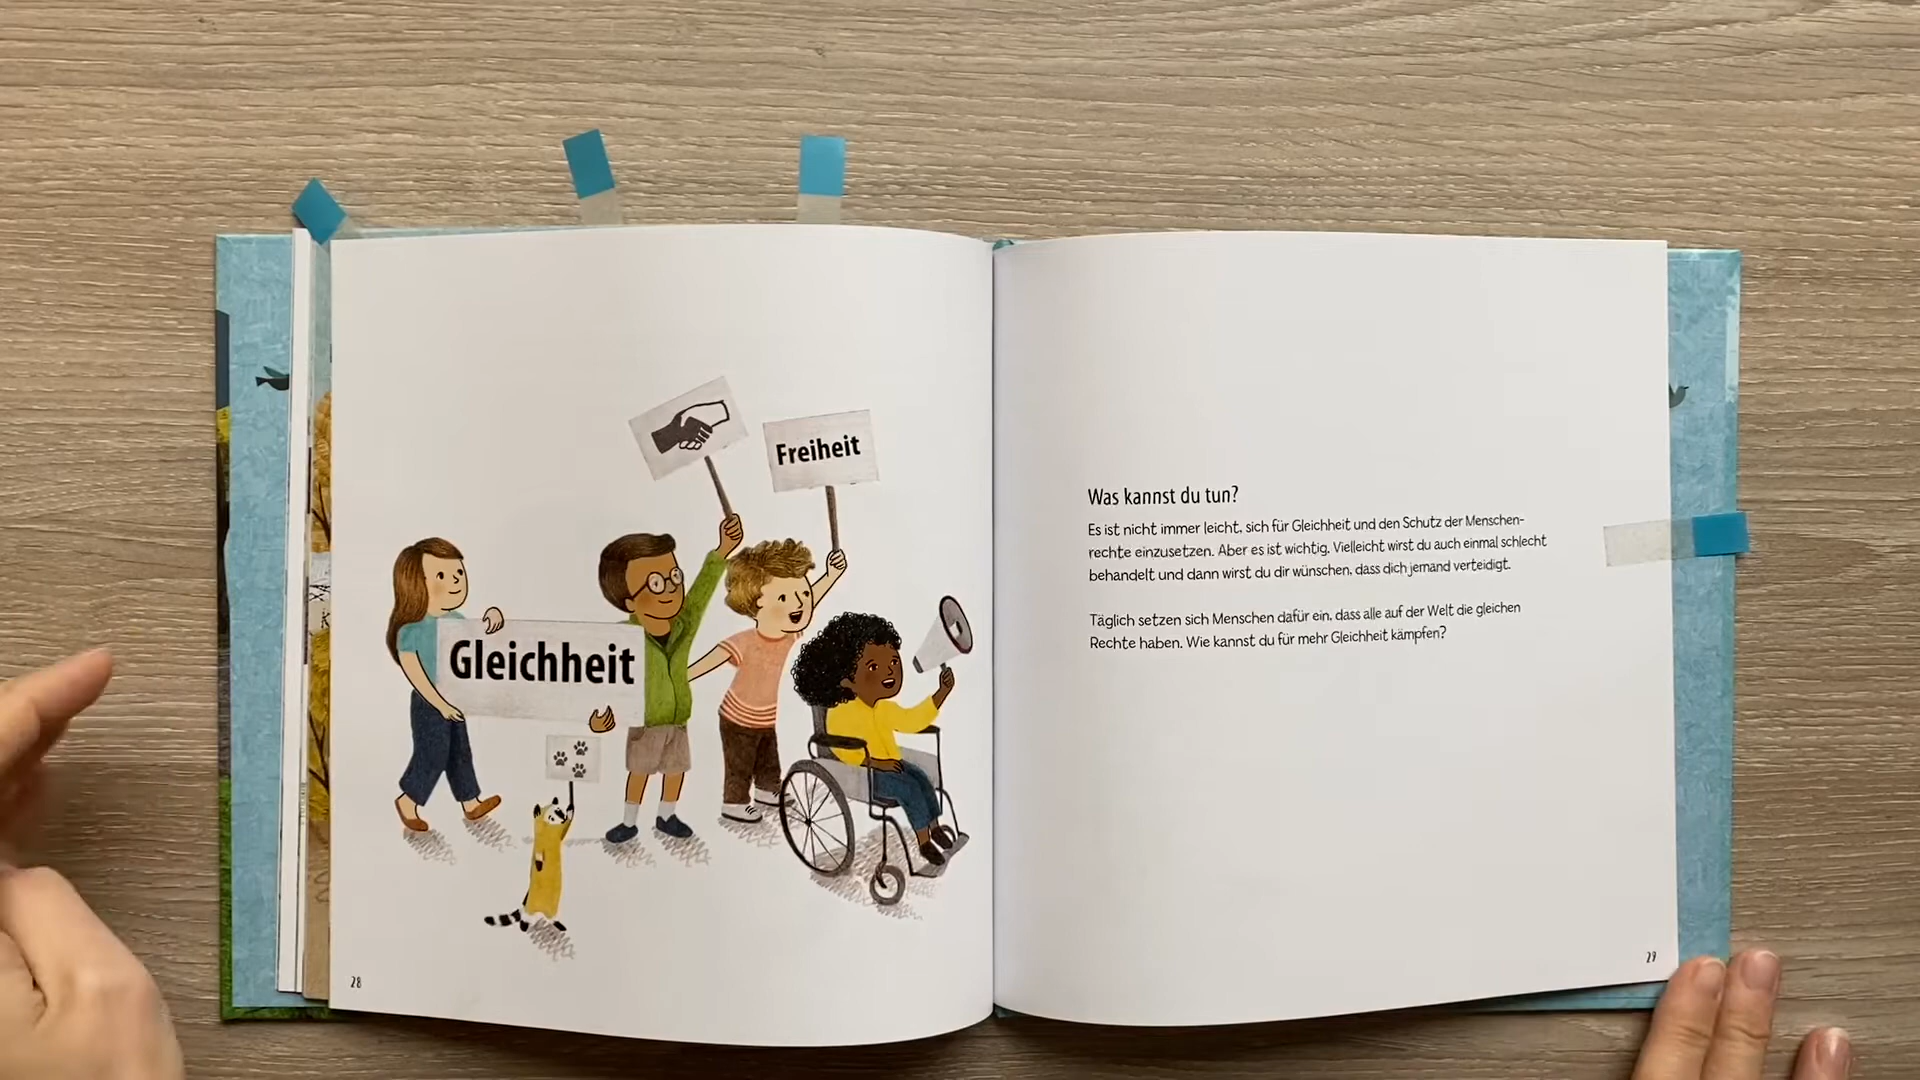 Freiheit
Gleichheit
28
Was kannst du tun?
Es ist nicht immer leicht, sich für Gleichheit und den Schutz der Menschen-
rechte einzusetzen. Aber es ist wichtig. Vielleicht wirst du auch einmal schlecht
behandelt und dann wirst du dir wünschen, dass dich jemand verteidigt.
Täglich setzen sich Menschen dafür ein, dass alle auf der Welt die gleichen
Rechte haben. Wie kannst du für mehr Gleichheit kämpfen?
29